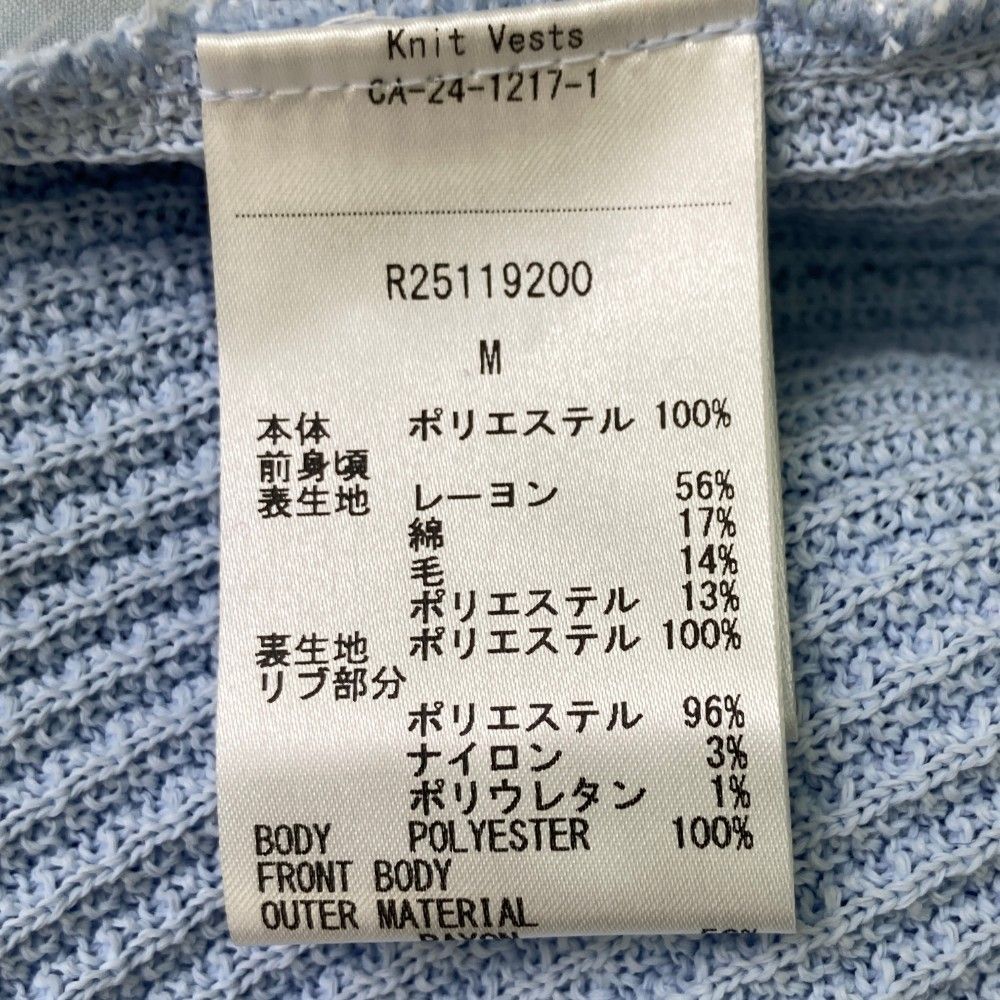 Knit Vests
CA-24-1217-1
R25119200
M
本体 ポリエステル 100%
前身頃
表生地 レーヨン 56%
綿 17%
毛 14%
ポリエステル 13%
裏生地 ポリエステル 100%
リブ部分
ポリエステル 96%
ナイロン 3%
ポリウレタン 1%
BODY POLYESTER 100%
FRONT BODY
OUTER MATERIAL
RAYON 56%